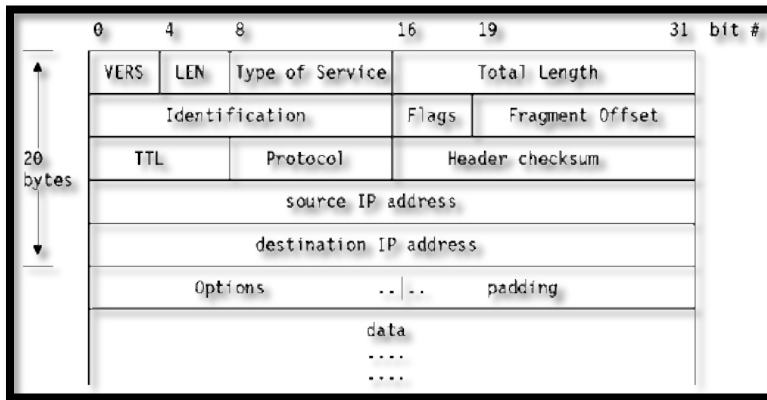 0 4 8 16 19 31 bit #
VERS LEN Type of Service Total Length
Identification Flags Fragment Offset
20 bytes
TTL Protocol Header checksum
source IP address
destination IP address
Options ..|.. padding
data
....
....